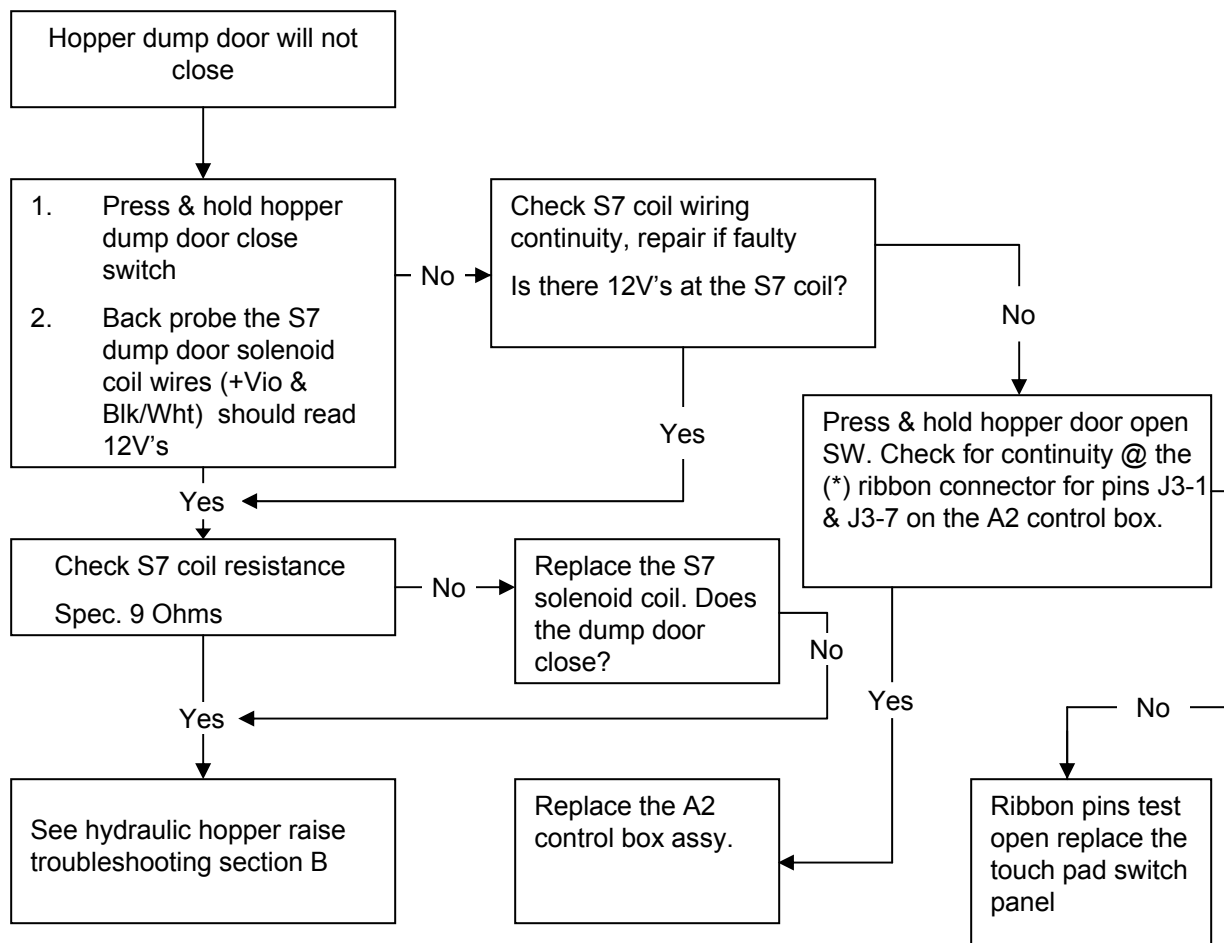 Hopper dump door will not
close
1. Press & hold hopper
dump door close
switch
2. Back probe the S7
dump door solenoid
coil wires (+Vio &
Blk/Wht) should read
12V's
No
Check S7 coil wiring
continuity, repair if faulty
Is there 12V's at the S7 coil?
No
Yes
Press & hold hopper door open
SW. Check for continuity @ the
(*) ribbon connector for pins J3-1
& J3-7 on the A2 control box.
Yes
Check S7 coil resistance
Spec. 9 Ohms
No
Replace the S7
solenoid coil. Does
the dump door
close?
No
Yes
Yes
No
See hydraulic hopper raise
troubleshooting section B
Replace the A2
control box assy.
Ribbon pins test
open replace the
touch pad switch
panel